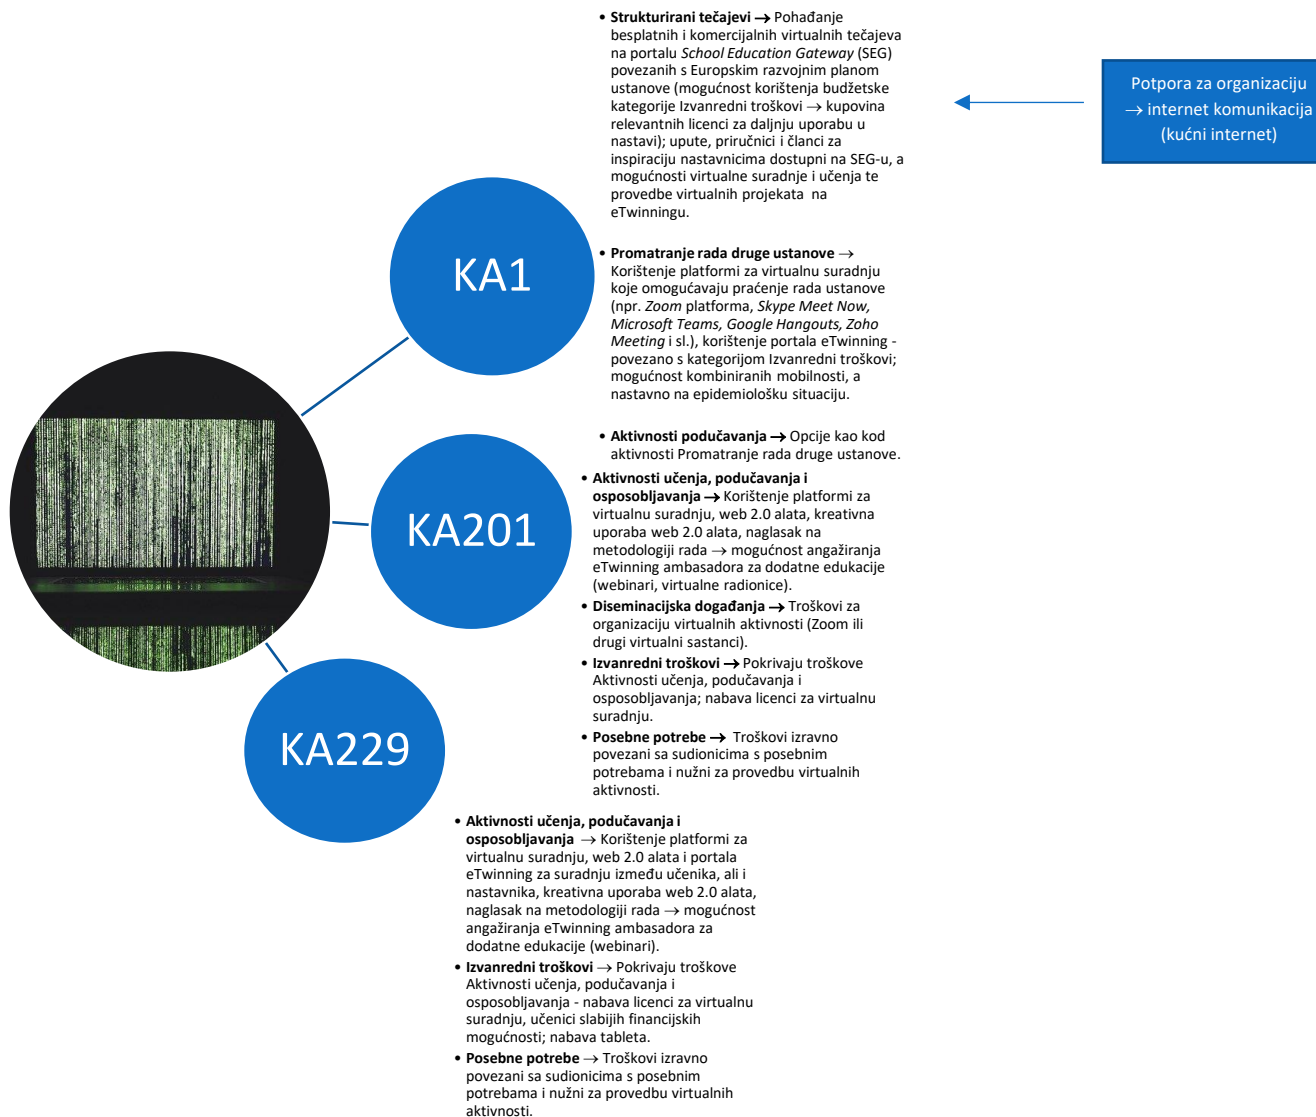 • Strukturirani tečajevi → Pohađanje
besplatnih i komercijalnih virtualnih tečajeva
na portalu School Education Gateway (SEG)
povezanih s Europskim razvojnim planom
ustanove (mogućnost korištenja budžetske
kategorije Izvanredni troškovi → kupovina
relevantnih licenci za daljnju uporabu u
nastavi); upute, priručnici i članci za
inspiraciju nastavnicima dostupni na SEG-u, a
mogućnosti virtualne suradnje i učenja te
provedbe virtualnih projekata na
eTwinningu.
Potpora za organizaciju
→ internet komunikacija
(kućni internet)
KA1
• Promatranje rada druge ustanove →
Korištenje platformi za virtualnu suradnju
koje omogućavaju praćenje rada ustanove
(npr. Zoom platforma, Skype Meet Now,
Microsoft Teams, Google Hangouts, Zoho
Meeting i sl.), korištenje portala eTwinning -
povezano s kategorijom Izvanredni troškovi;
mogućnost kombiniranih mobilnosti, a
nastavno na epidemiološku situaciju.
• Aktivnosti podučavanja → Opcije kao kod
aktivnosti Promatranje rada druge ustanove.
KA201
• Aktivnosti učenja, podučavanja i
osposobljavanja → Korištenje platformi za
virtualnu suradnju, web 2.0 alata, kreativna
uporaba web 2.0 alata, naglasak na
metodologiji rada → mogućnost angažiranja
eTwinning ambasadora za dodatne edukacije
(webinari, virtualne radionice).
• Diseminacijska događanja → Troškovi za
organizaciju virtualnih aktivnosti (Zoom ili
drugi virtualni sastanci).
• Izvanredni troškovi → Pokrivaju troškove
Aktivnosti učenja, podučavanja i
osposobljavanja; nabava licenci za virtualnu
suradnju.
• Posebne potrebe → Troškovi izravno
povezani sa sudionicima s posebnim
potrebama i nužni za provedbu virtualnih
aktivnosti.
KA229
• Aktivnosti učenja, podučavanja i
osposobljavanja → Korištenje platformi za
virtualnu suradnju, web 2.0 alata i portala
eTwinning za suradnju između učenika, ali i
nastavnika, kreativna uporaba web 2.0 alata,
naglasak na metodologiji rada → mogućnost
angažiranja eTwinning ambasadora za
dodatne edukacije (webinari).
• Izvanredni troškovi → Pokrivaju troškove
Aktivnosti učenja, podučavanja i
osposobljavanja - nabava licenci za virtualnu
suradnju, učenici slabijih financijskih
mogućnosti; nabava tableta.
• Posebne potrebe → Troškovi izravno
povezani sa sudionicima s posebnim
potrebama i nužni za provedbu virtualnih
aktivnosti.